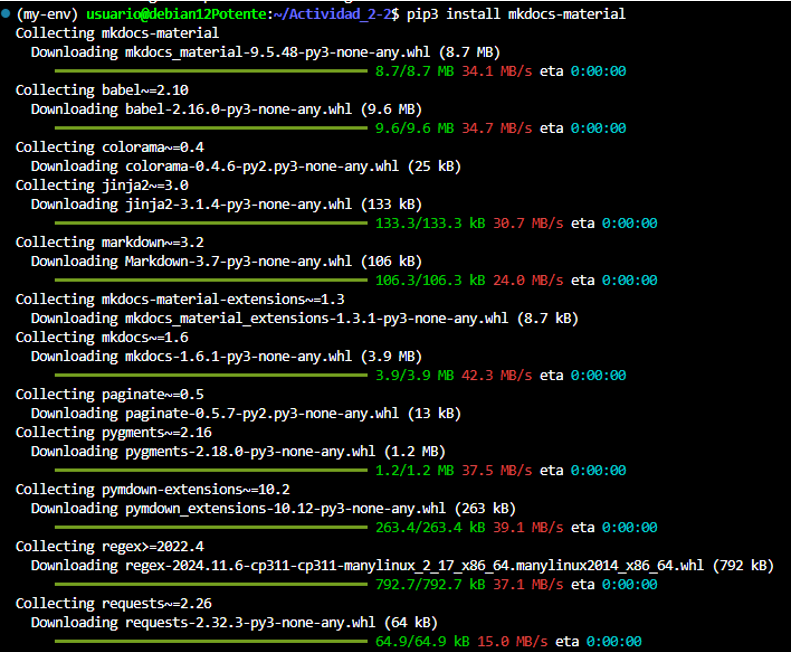 (my-env) usuario@debian12Potente:~/Actividad_2-2$ pip3 install mkdocs-material
Collecting mkdocs-material
  Downloading mkdocs_material-9.5.48-py3-none-any.whl (8.7 MB)
     8.7/8.7 MB 34.1 MB/s eta 0:00:00
Collecting babel~=2.10
  Downloading babel-2.16.0-py3-none-any.whl (9.6 MB)
     9.6/9.6 MB 34.7 MB/s eta 0:00:00
Collecting colorama~=0.4
  Downloading colorama-0.4.6-py2.py3-none-any.whl (25 kB)
Collecting jinja2~=3.0
  Downloading jinja2-3.1.4-py3-none-any.whl (133 kB)
     133.3/133.3 kB 30.7 MB/s eta 0:00:00
Collecting markdown~=3.2
  Downloading Markdown-3.7-py3-none-any.whl (106 kB)
     106.3/106.3 kB 24.0 MB/s eta 0:00:00
Collecting mkdocs-material-extensions~=1.3
  Downloading mkdocs_material_extensions-1.3.1-py3-none-any.whl (8.7 kB)
Collecting mkdocs~=1.6
  Downloading mkdocs-1.6.1-py3-none-any.whl (3.9 MB)
     3.9/3.9 MB 42.3 MB/s eta 0:00:00
Collecting paginate~=0.5
  Downloading paginate-0.5.7-py2.py3-none-any.whl (13 kB)
Collecting pygments~=2.16
  Downloading pygments-2.18.0-py3-none-any.whl (1.2 MB)
     1.2/1.2 MB 37.5 MB/s eta 0:00:00
Collecting pymdown-extensions~=10.2
  Downloading pymdown_extensions-10.12-py3-none-any.whl (263 kB)
     263.4/263.4 kB 39.1 MB/s eta 0:00:00
Collecting regex>=2022.4
  Downloading regex-2024.11.6-cp311-cp311-manylinux_2_17_x86_64.manylinux2014_x86_64.whl (792 kB)
     792.7/792.7 kB 37.1 MB/s eta 0:00:00
Collecting requests~=2.26
  Downloading requests-2.32.3-py3-none-any.whl (64 kB)
     64.9/64.9 kB 15.0 MB/s eta 0:00:00